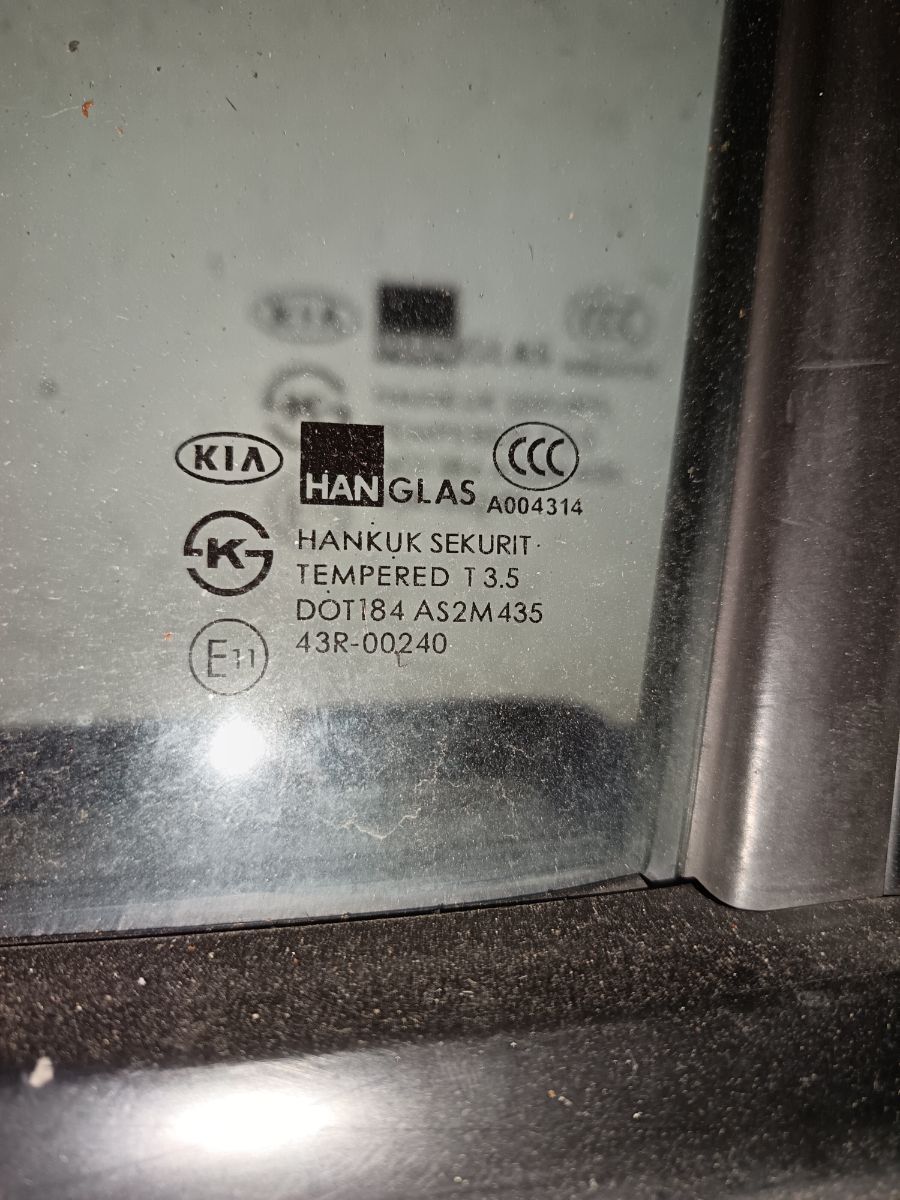 KIA
HANGLAS
CCC
A004314
K
HANKUK SEKURIT
TEMPERED T 3.5
DOT184 AS2M435
E11
43R-00240